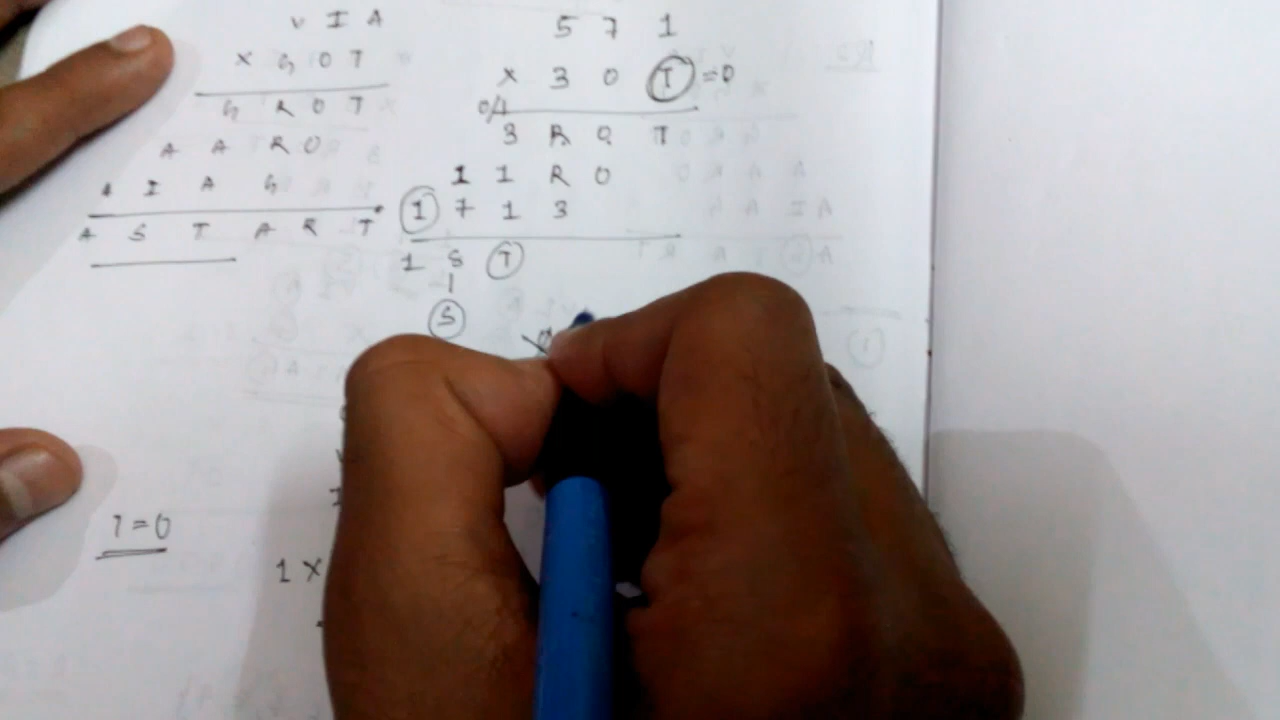 V I A
X G O T
G R O T
A A R O
A I A G
A S T A R T
5 7 1
X 3 0 T = 0
0/1
3 R O T
1 1 R O
1 7 1 3
1 S T
1
S
T = 0
1 X